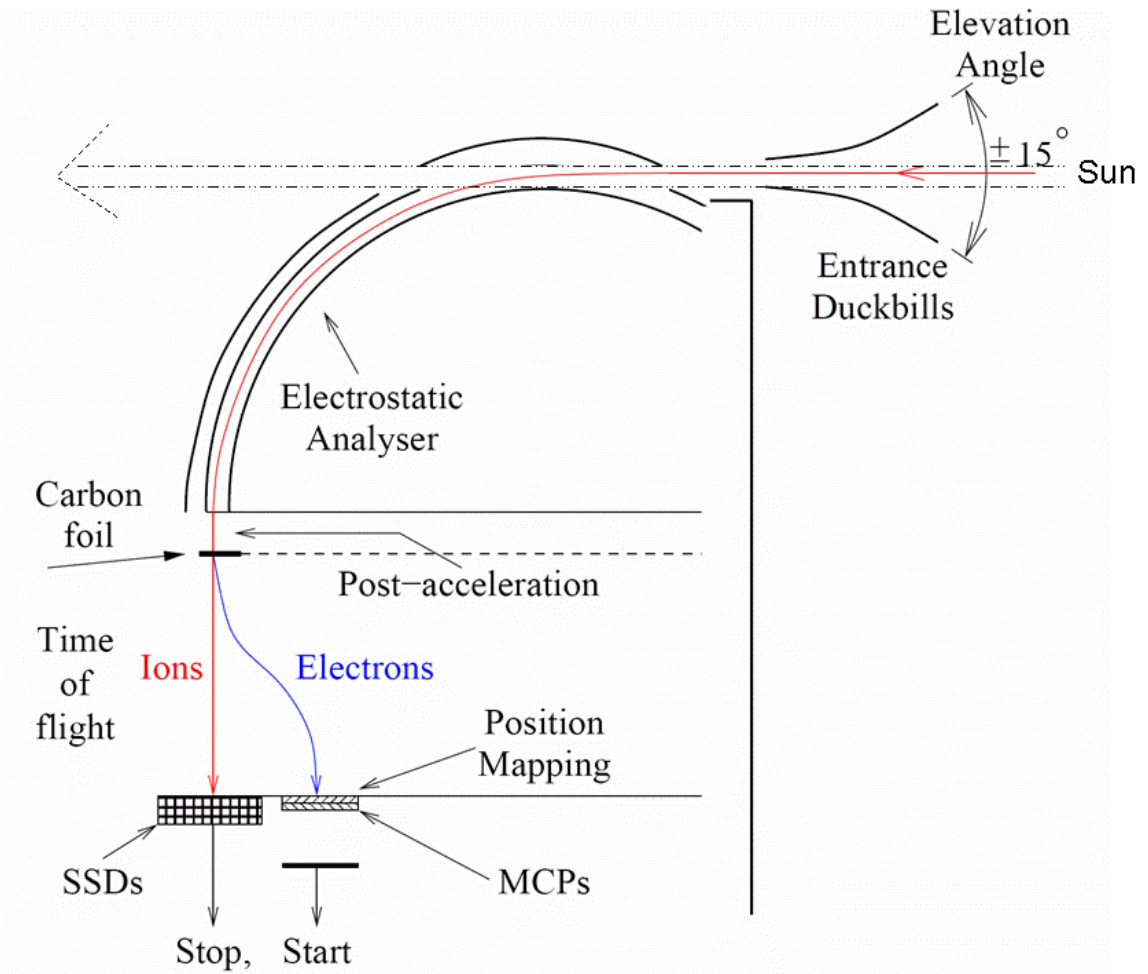 Elevation
Angle
± 15°
Sun
Entrance
Duckbills
Electrostatic
Analyser
Carbon
foil
Post−acceleration
Time
of
flight
Ions
Electrons
Position
Mapping
SSDs
MCPs
Stop,
Start